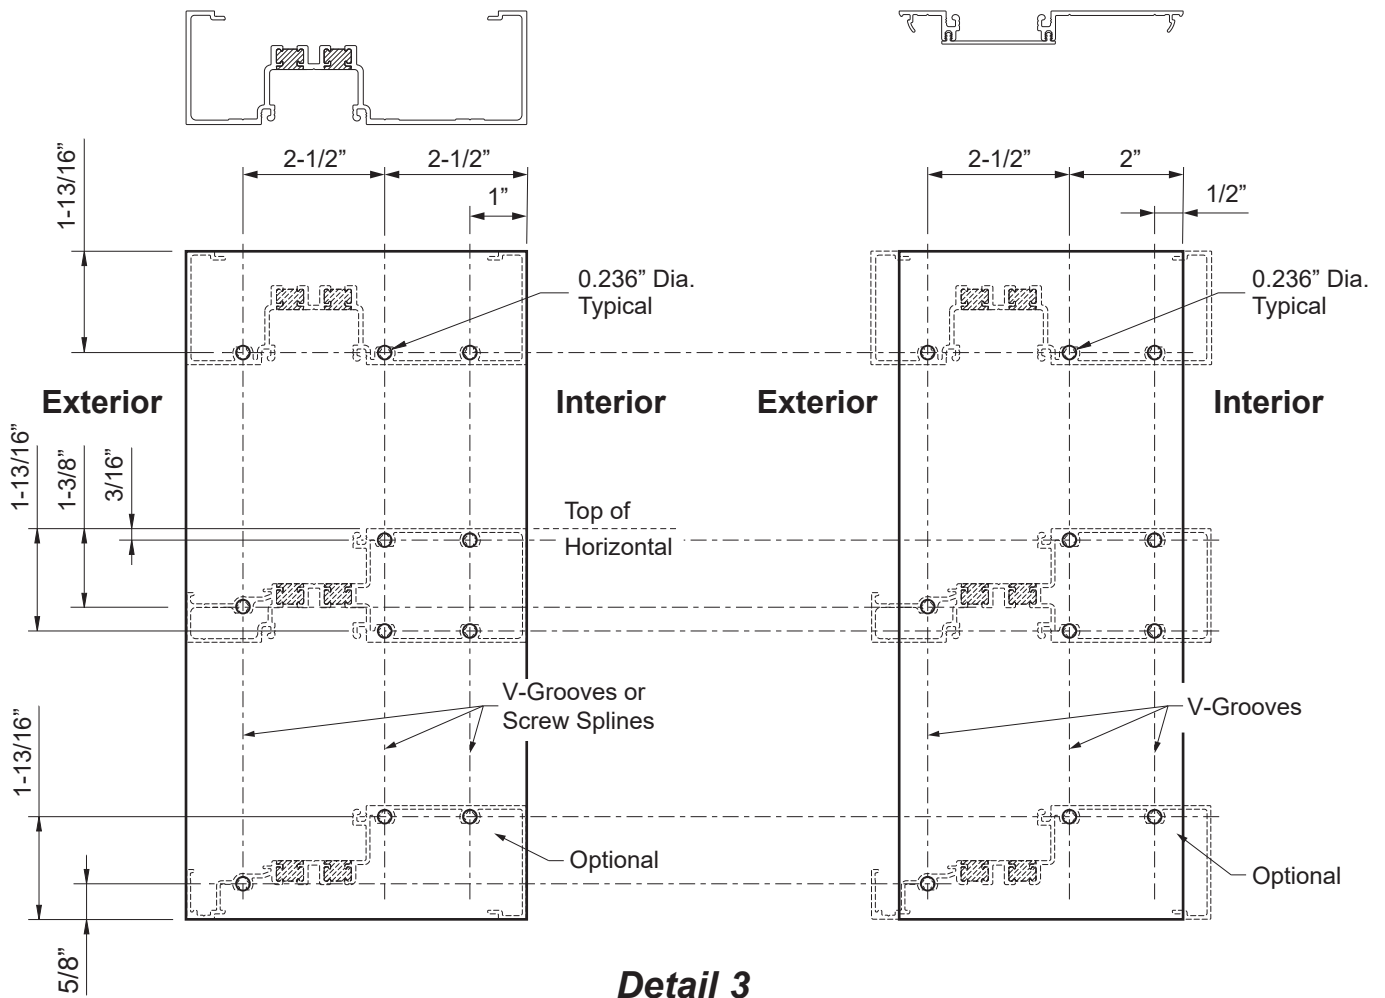 1-13/16”
2-1/2”
2-1/2”
1”
2-1/2”
2”
1/2”
0.236” Dia.
Typical
0.236” Dia.
Typical
Exterior
Interior
Exterior
Interior
1-13/16”
1-3/8”
3/16”
Top of
Horizontal
V-Grooves or
Screw Splines
V-Grooves
1-13/16”
Optional
Optional
5/8”
Detail 3